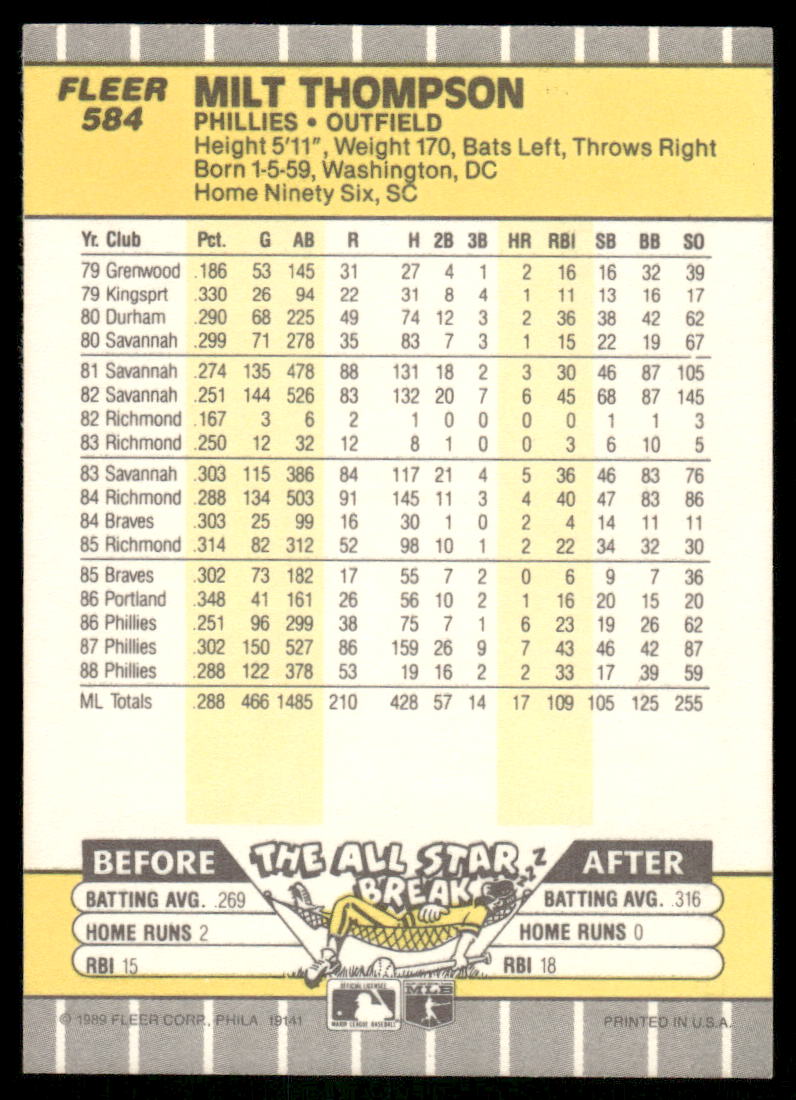 FLEER
584
MILT THOMPSON
PHILLIES • OUTFIELD
Height 5'11", Weight 170, Bats Left, Throws Right
Born 1-5-59, Washington, DC
Home Ninety Six, SC
Yr. Club Pct. G AB R H 2B 3B HR RBI SB BB SO
79 Grenwood .186 53 145 31 27 4 1 2 16 16 32 39
79 Kingsprt .330 26 94 22 31 8 4 1 11 13 16 17
80 Durham .290 68 225 49 74 12 3 2 36 38 42 62
80 Savannah .299 71 278 35 83 7 3 1 15 22 19 67
81 Savannah .274 135 478 88 131 18 2 3 30 46 87 105
82 Savannah .251 144 526 83 132 20 7 6 45 68 87 145
82 Richmond .167 3 6 2 1 0 0 0 0 1 1 3
83 Richmond .250 12 32 12 8 1 0 0 3 6 10 5
83 Savannah .303 115 386 84 117 21 4 5 36 46 83 76
84 Richmond .288 134 503 91 145 11 3 4 40 47 83 86
84 Braves .303 25 99 16 30 1 0 2 4 14 11 11
85 Richmond .314 82 312 52 98 10 1 2 22 34 32 30
85 Braves .302 73 182 17 55 7 2 0 6 9 7 36
86 Portland .348 41 161 26 56 10 2 1 16 20 15 20
86 Phillies .251 96 299 38 75 7 1 6 23 19 26 62
87 Phillies .302 150 527 86 159 26 9 7 43 46 42 87
88 Phillies .288 122 378 53 19 16 2 2 33 17 39 59
ML Totals .288 466 1485 210 428 57 14 17 109 105 125 255
BEFORE THE ALL STAR BREAK zzz AFTER
BATTING AVG. .269 BATTING AVG. .316
HOME RUNS 2 HOME RUNS 0
RBI 15 RBI 18
OFFICIAL LICENSEE
MAJOR LEAGUE BASEBALL
MLB
© 1989 FLEER CORP., PHILA 19141 PRINTED IN U.S.A.